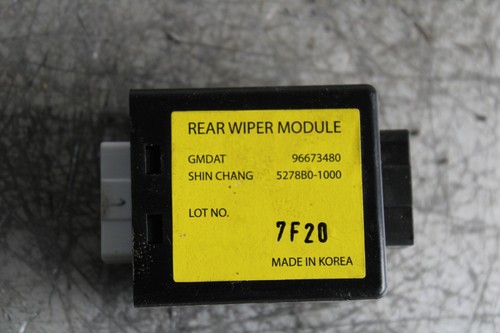 REAR WIPER MODULE
GMDAT 96673480
SHIN CHANG 5278B0-1000
LOT NO. 7F20
MADE IN KOREA